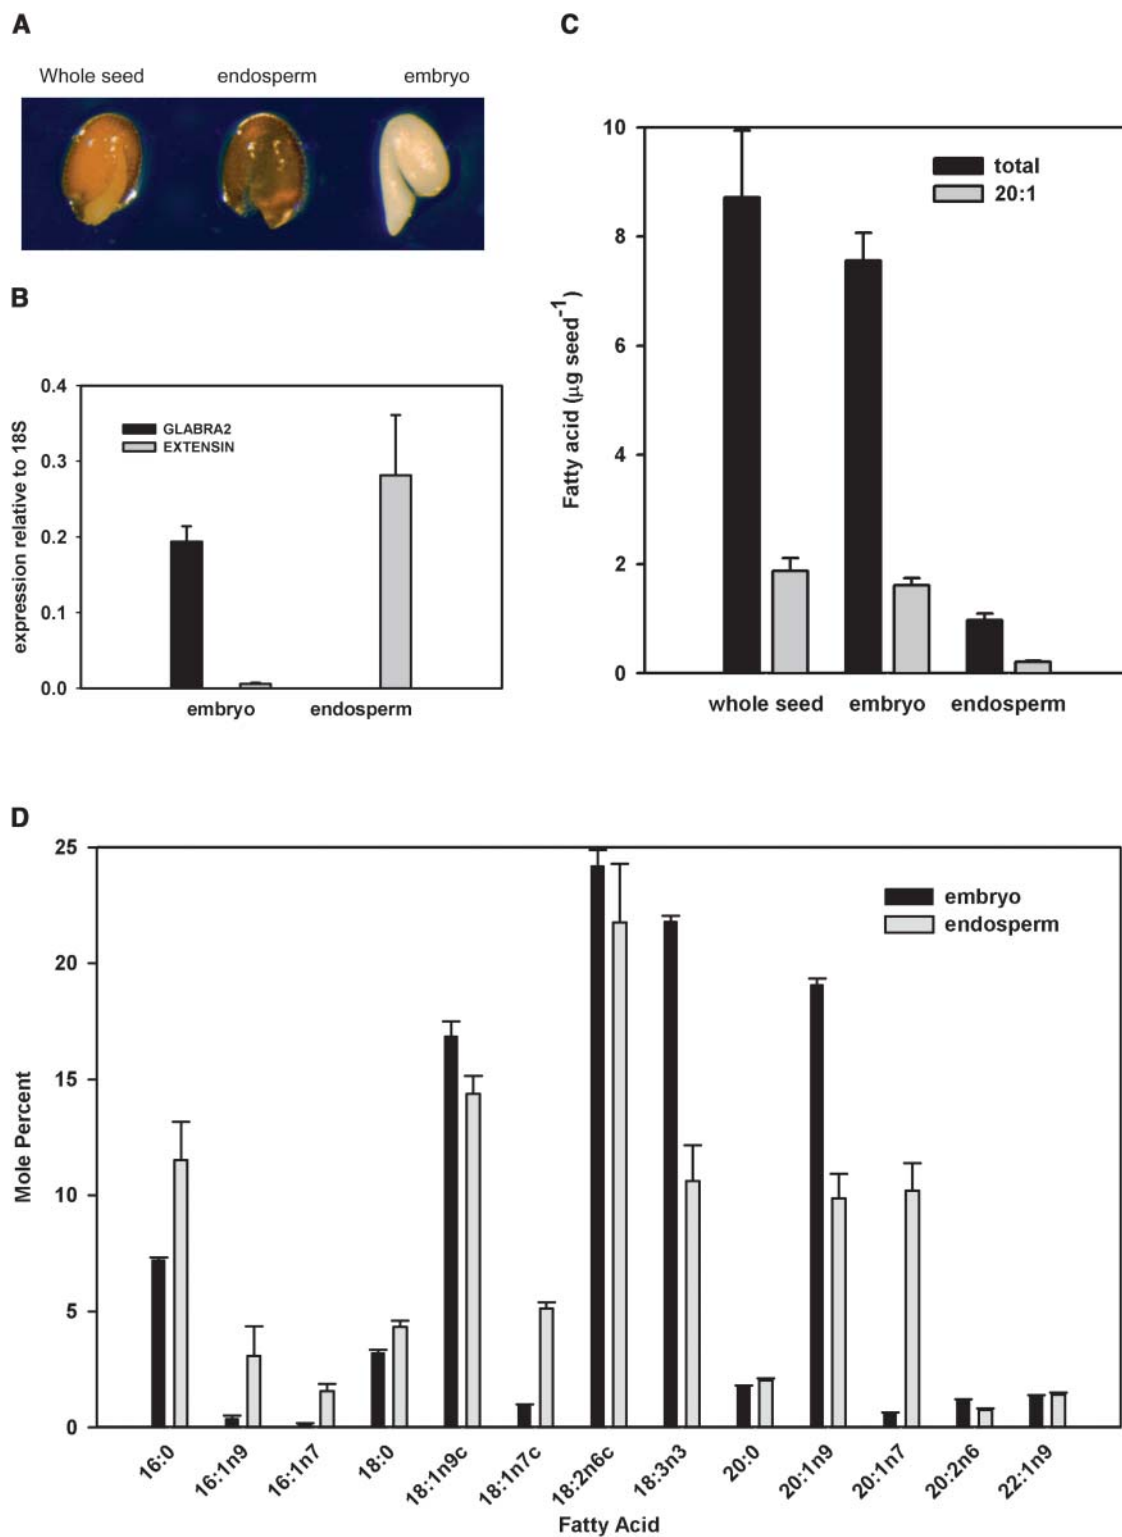 A
Whole seed endosperm embryo
B
0.4
0.3
0.2
0.1
0.0
expression relative to 18S
GLABRA2
EXTENSIN
embryo endosperm
C
10
8
6
4
2
0
Fatty acid (µg seed⁻¹)
total
20:1
whole seed embryo endosperm
D
25
20
15
10
5
0
Mole Percent
embryo
endosperm
16:0 16:1n9 16:1n7 18:0 18:1n9c 18:1n7c 18:2n6c 18:3n3 20:0 20:1n9 20:1n7 20:2n6 22:1n9
Fatty Acid